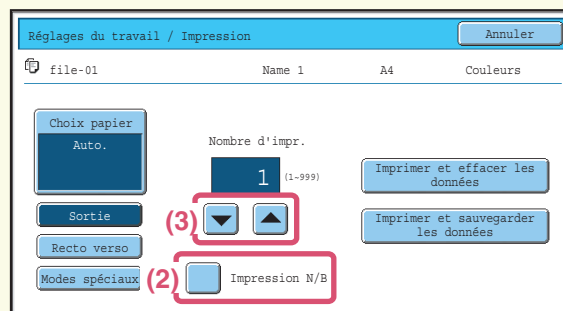 Réglages du travail / Impression
Annuler
file-01 Name 1 A4 Couleurs
Choix papier
Auto.
Nombre d'impr.
1 (1-999)
Imprimer et effacer les
données
Sortie
(3)
Imprimer et sauvegarder
les données
Recto verso
Modes spéciaux
(2) Impression N/B